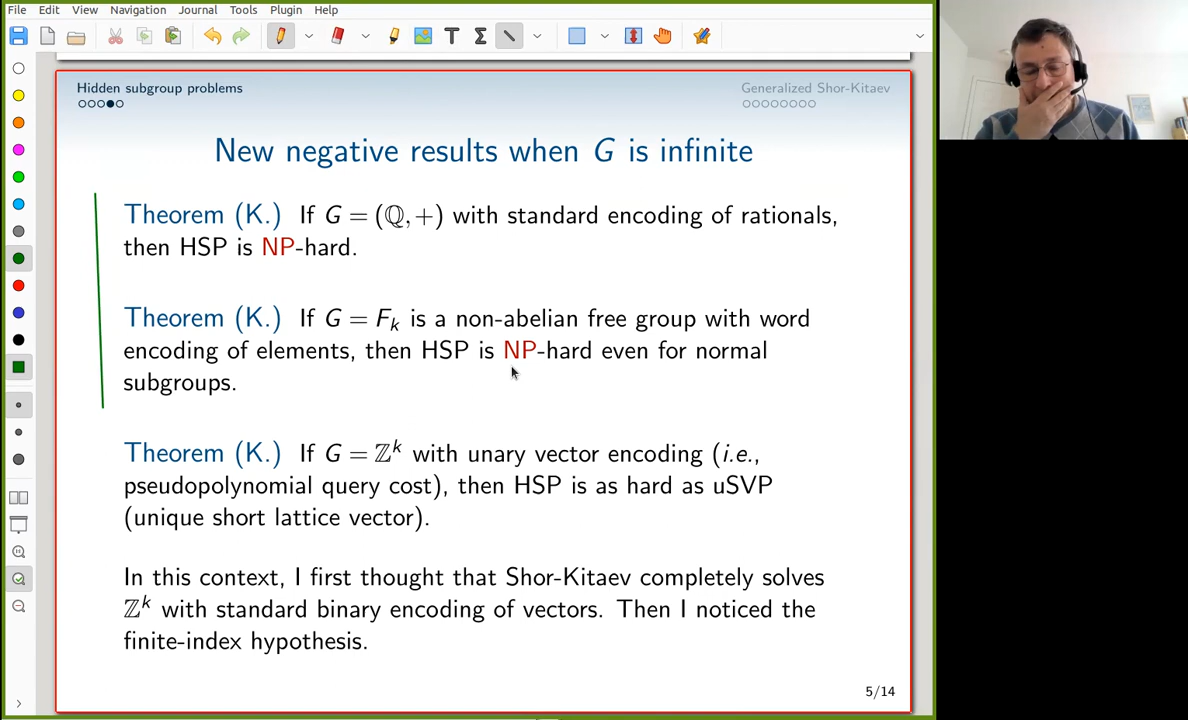 File Edit View Navigation Journal Tools Plugin Help
Hidden subgroup problems
Generalized Shor-Kitaev
New negative results when G is infinite
Theorem (K.) If G = (ℚ, +) with standard encoding of rationals,
then HSP is NP-hard.
Theorem (K.) If G = Fₖ is a non-abelian free group with word
encoding of elements, then HSP is NP-hard even for normal
subgroups.
Theorem (K.) If G = ℤᵏ with unary vector encoding (i.e.,
pseudopolynomial query cost), then HSP is as hard as uSVP
(unique short lattice vector).
In this context, I first thought that Shor-Kitaev completely solves
ℤᵏ with standard binary encoding of vectors. Then I noticed the
finite-index hypothesis.
5/14